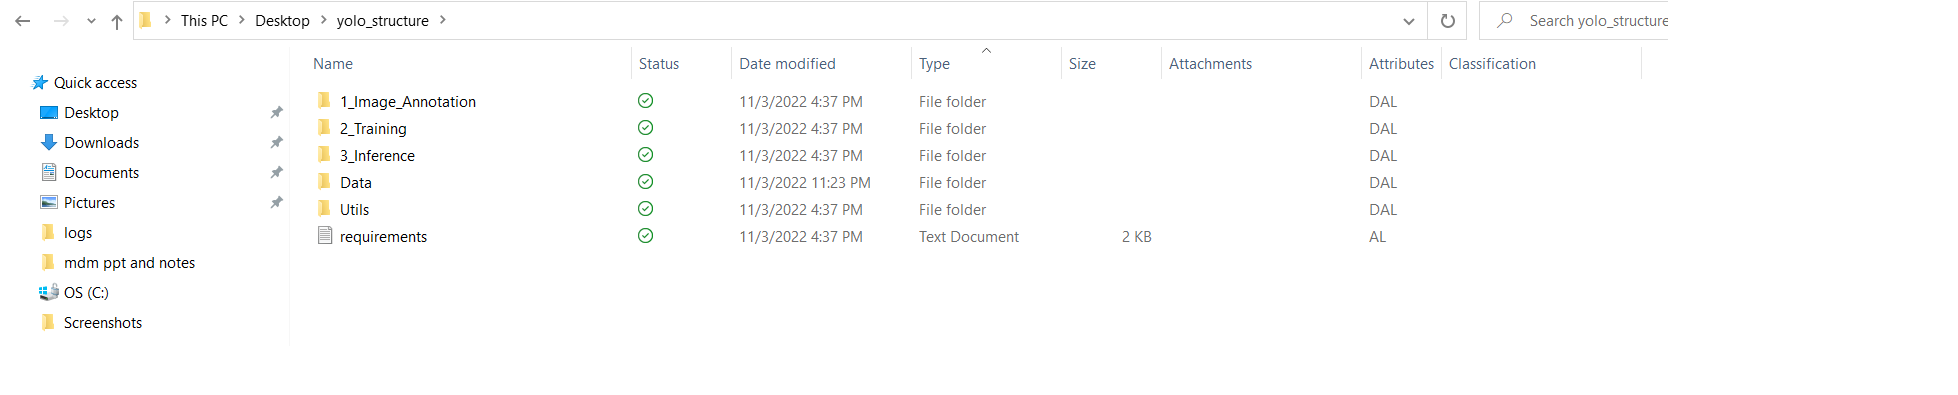 This PC > Desktop > yolo_structure >
Search yolo_structure
Name Status Date modified Type Size Attachments Attributes Classification
Quick access
Desktop
Downloads
Documents
Pictures
logs
mdm ppt and notes
OS (C:)
Screenshots
1_Image_Annotation 11/3/2022 4:37 PM File folder DAL
2_Training 11/3/2022 4:37 PM File folder DAL
3_Inference 11/3/2022 4:37 PM File folder DAL
Data 11/3/2022 11:23 PM File folder DAL
Utils 11/3/2022 4:37 PM File folder DAL
requirements 11/3/2022 4:37 PM Text Document 2 KB AL